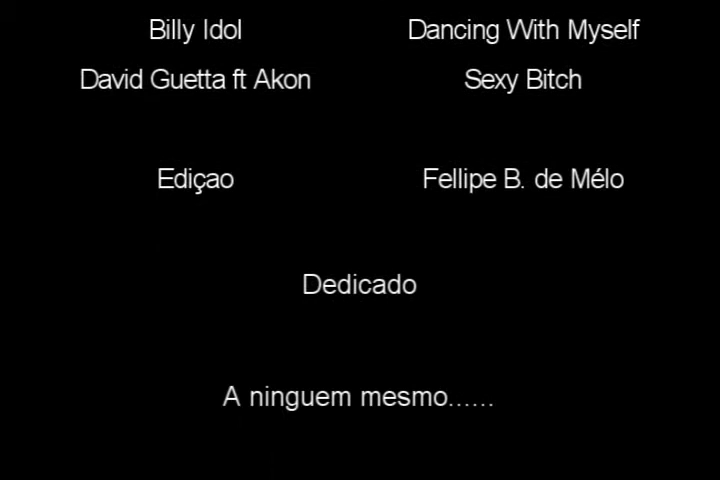 Billy Idol Dancing With Myself
David Guetta ft Akon Sexy Bitch
Ediçao Fellipe B. de Mélo
Dedicado
A ninguem mesmo......